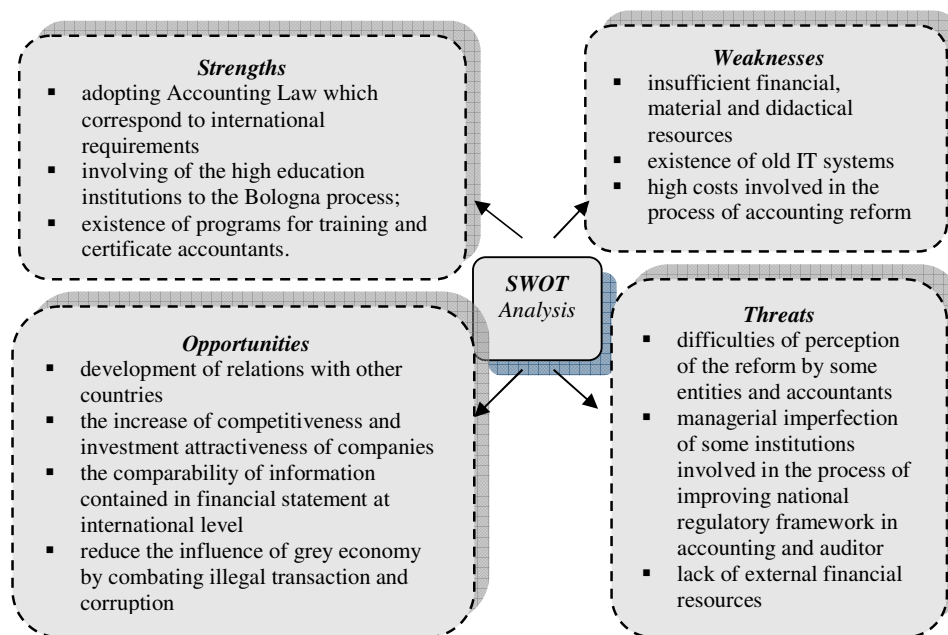 Strengths
▪ adopting Accounting Law which
correspond to international
requirements
▪ involving of the high education
institutions to the Bologna process;
▪ existence of programs for training and
certificate accountants.
Weaknesses
▪ insufficient financial,
material and didactical
resources
▪ existence of old IT systems
▪ high costs involved in the
process of accounting reform
SWOT
Analysis
Opportunities
▪ development of relations with other
countries
▪ the increase of competitiveness and
investment attractiveness of companies
▪ the comparability of information
contained in financial statement at
international level
▪ reduce the influence of grey economy
by combating illegal transaction and
corruption
Threats
▪ difficulties of perception
of the reform by some
entities and accountants
▪ managerial imperfection
of some institutions
involved in the process of
improving national
regulatory framework in
accounting and auditor
▪ lack of external financial
resources